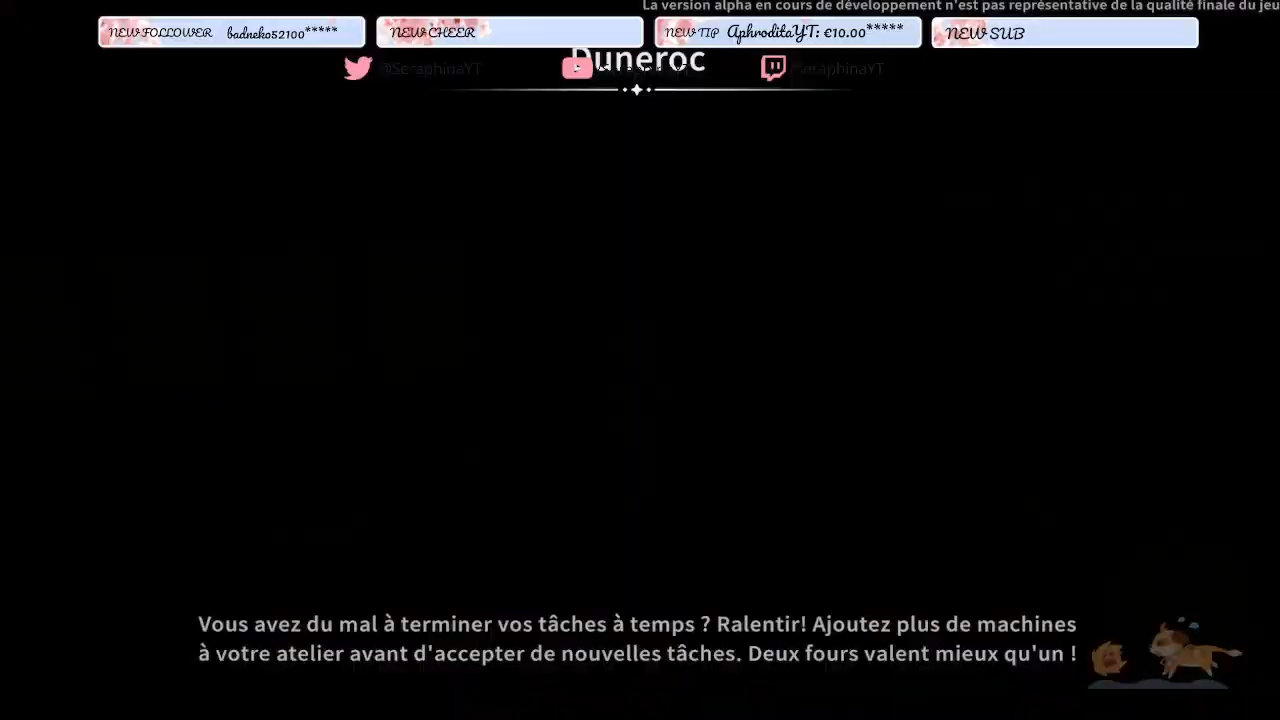 La version alpha en cours de développement n'est pas représentative de la qualité finale du jeu
NEW FOLLOWER badneko52100*****
NEW CHEER
NEW TIP AphroditaYT: €10.00*****
NEW SUB
Duneroc
@SeraphinaYT
SeraphinaYT
Vous avez du mal à terminer vos tâches à temps ? Ralentir! Ajoutez plus de machines
à votre atelier avant d'accepter de nouvelles tâches. Deux fours valent mieux qu'un !